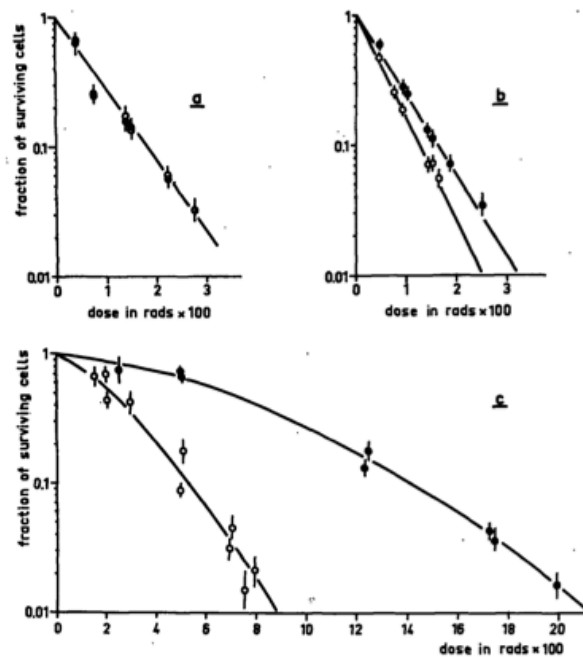 1
a
0.1
0.01
0 1 2 3
dose in rads × 100
fraction of surviving cells
1
b
0.1
0.01
0 1 2 3
dose in rads × 100
1
c
0.1
0.01
0 2 4 6 8 10 12 14 16 18 20
dose in rads × 100
fraction of surviving cells